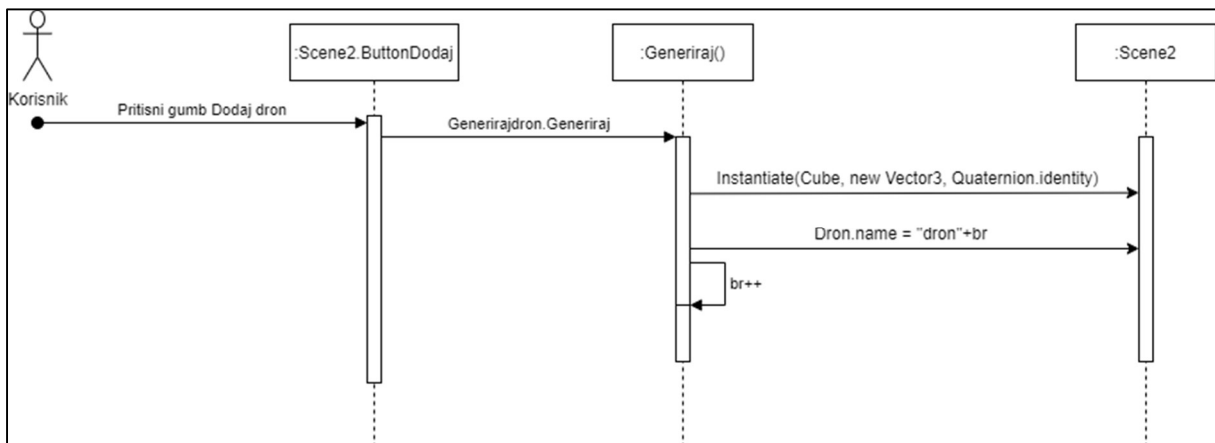 :Scene2.ButtonDodaj
:Generiraj()
:Scene2
Korisnik
Pritisni gumb Dodaj dron
Generirajdron.Generiraj
Instantiate(Cube, new Vector3, Quaternion.identity)
Dron.name = "dron"+br
br++